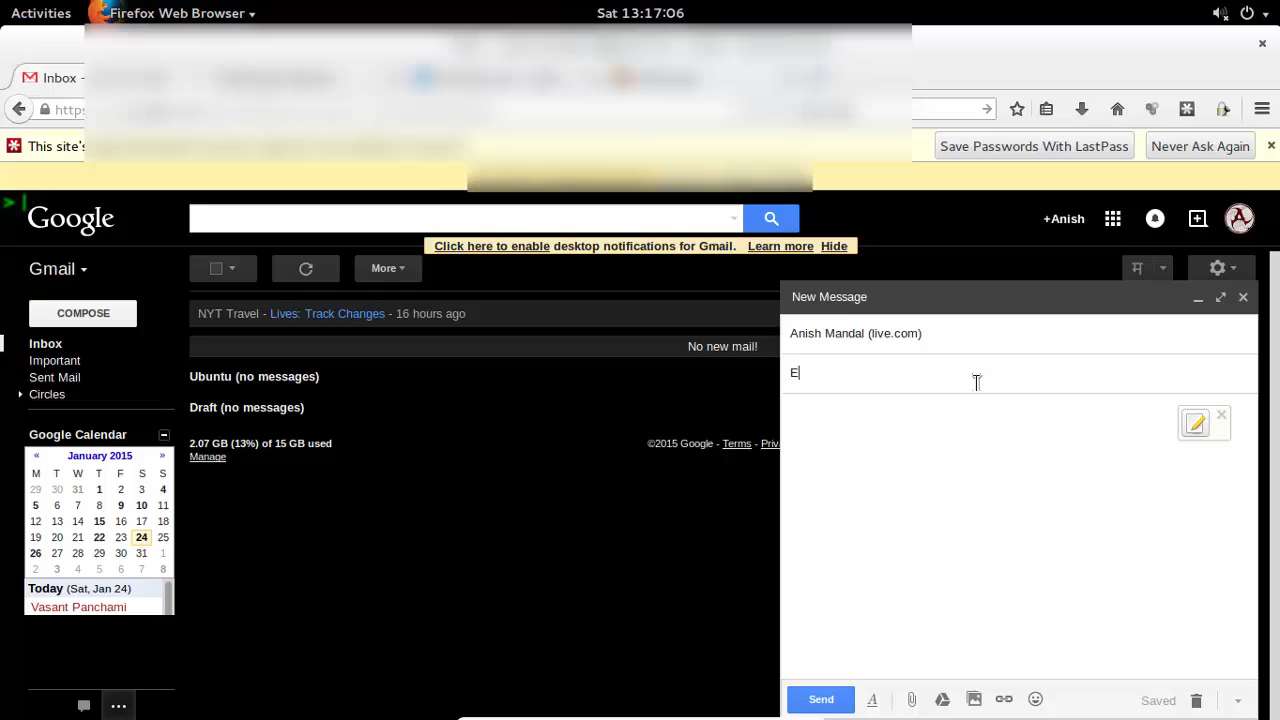 Activities Firefox Web Browser Sat 13:17:06
Inbox -
https
This site's Save Passwords With LastPass Never Ask Again
> Google +Anish
Click here to enable desktop notifications for Gmail. Learn more Hide
Gmail More म
New Message
COMPOSE NYT Travel - Lives: Track Changes - 16 hours ago
Anish Mandal (live.com)
Inbox No new mail!
Important
Sent Mail Ubuntu (no messages) E
Circles
Draft (no messages)
Google Calendar 2.07 GB (13%) of 15 GB used ©2015 Google - Terms -
« January 2015 » Manage
M T W T F S S
29 30 31 1 2 3 4
5 6 7 8 9 10 11
12 13 14 15 16 17 18
19 20 21 22 23 24 25
26 27 28 29 30 31 1
2 3 4 5 6 7 8
Today (Sat, Jan 24)
Vasant Panchami
Send A Saved